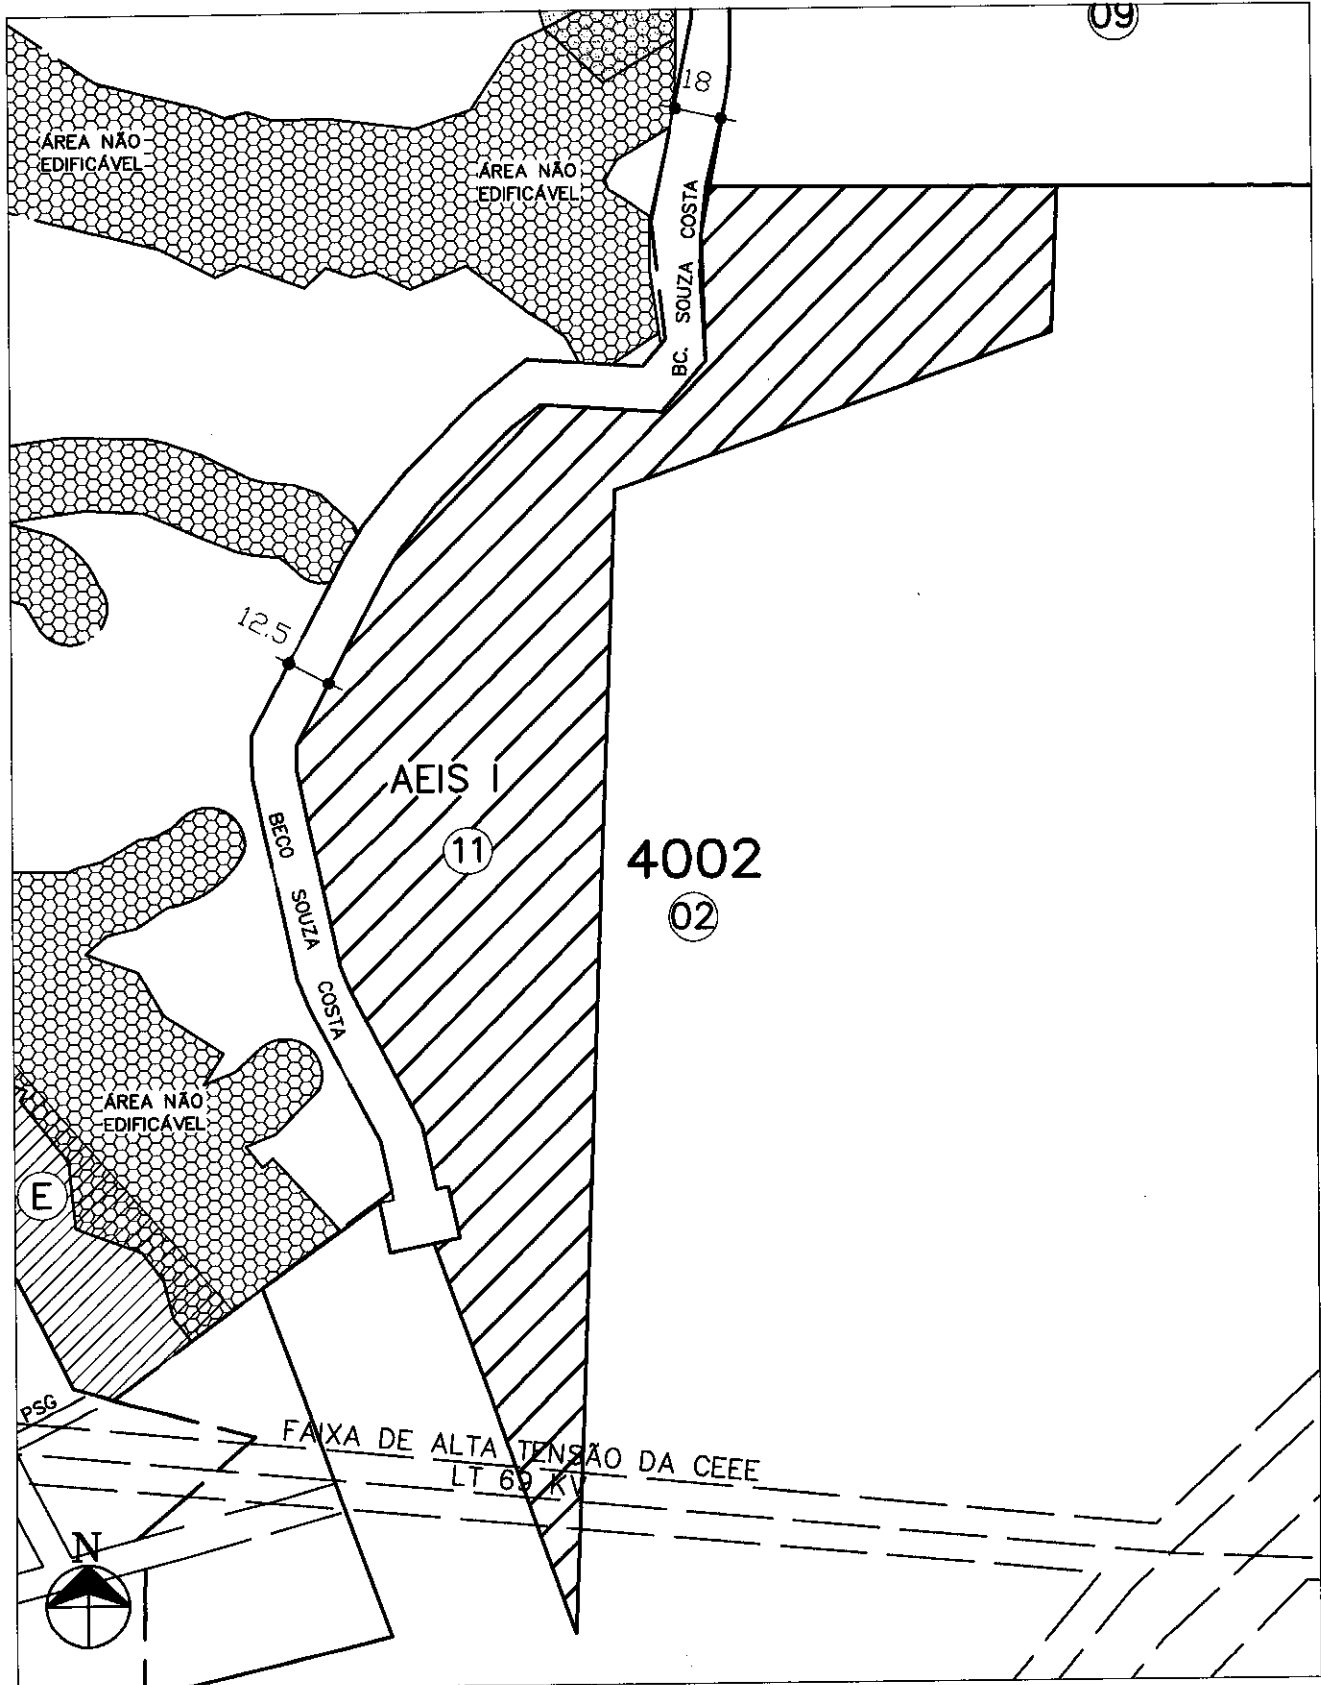 09
18
ÁREA NÃO
EDIFICÁVEL
ÁREA NÃO
EDIFICÁVEL
BC. SOUZA COSTA
12.5
AEIS I
11
4002
02
BECO SOUZA COSTA
ÁREA NÃO
EDIFICÁVEL
E
PSG
FAIXA DE ALTA TENSÃO DA CEEE
LT 69 KV
N